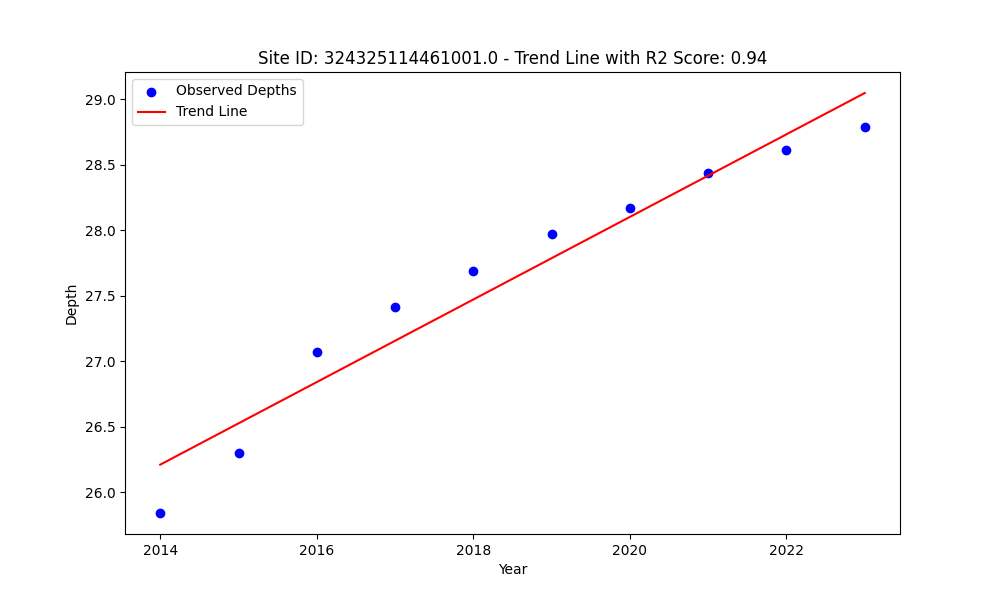 Site ID: 324325114461001.0 - Trend Line with R2 Score: 0.94
Observed Depths
Trend Line
29.0
28.5
28.0
27.5
27.0
26.5
26.0
Depth
2014
2016
2018
2020
2022
Year